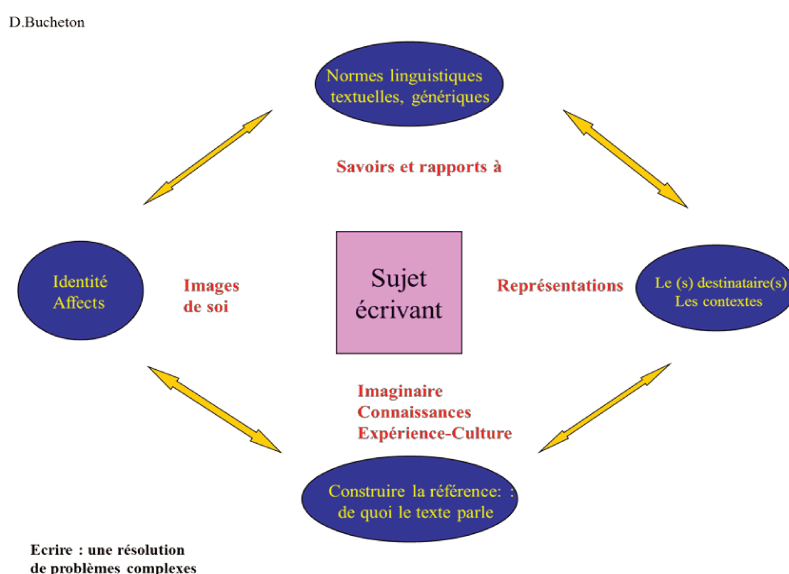 D.Bucheton
Normes linguistiques
textuelles, génériques
Savoirs et rapports à
Identité
Affects
Images
de soi
Sujet
écrivant
Représentations
Le (s) destinataire(s)
Les contextes
Imaginaire
Connaissances
Expérience-Culture
Construire la référence: :
de quoi le texte parle
Ecrire : une résolution
de problèmes complexes